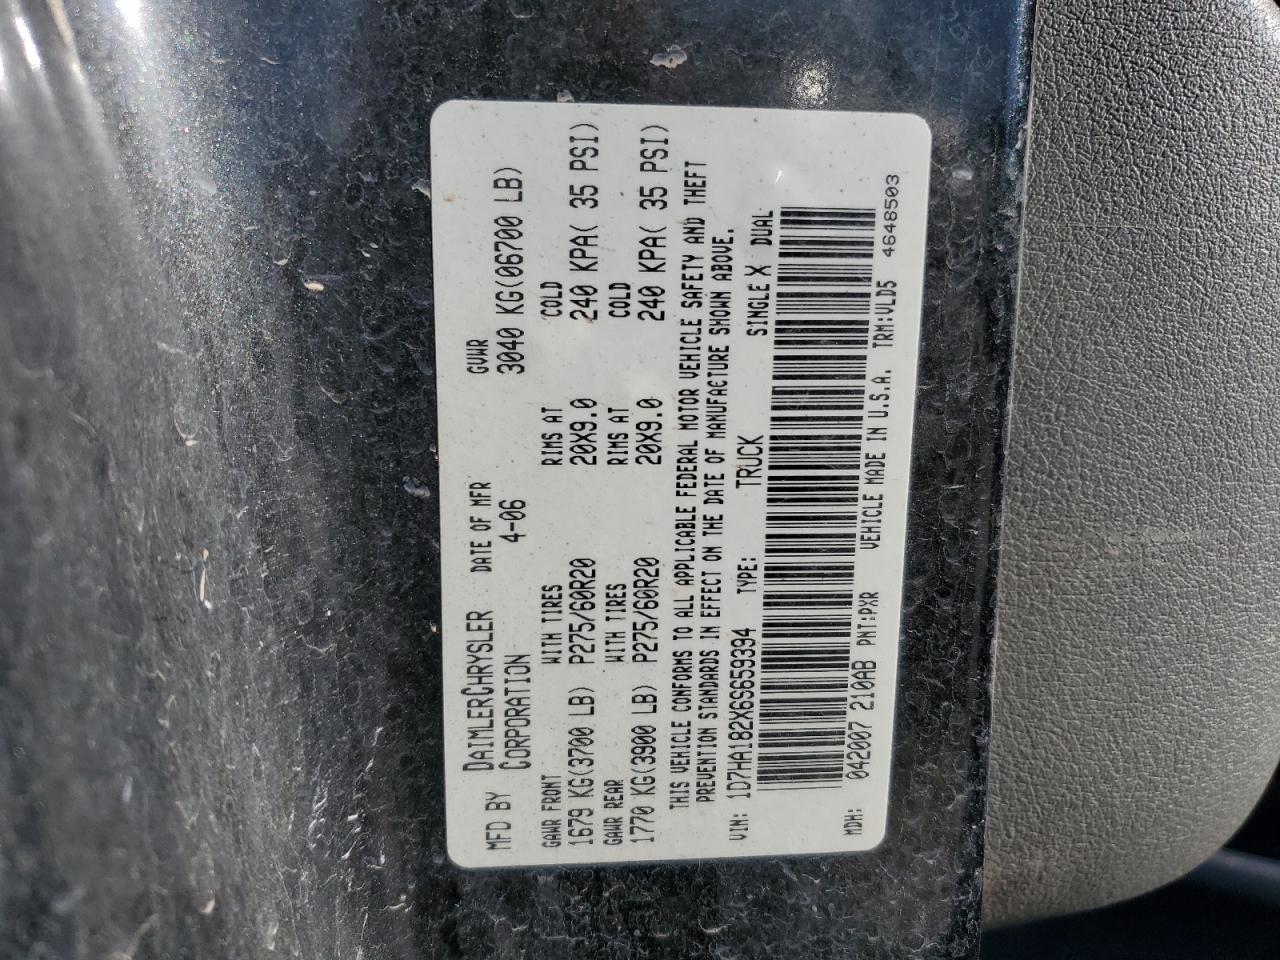 MFD BY DAIMLERCHRYSLER CORPORATION DATE OF MFR 4-06 GVWR 3040 KG(06700 LB)
GAWR FRONT WITH TIRES RIMS AT COLD
1679 KG(3700 LB) P275/60R20 20X9.0 240 KPA( 35 PSI)
GAWR REAR WITH TIRES RIMS AT COLD
1770 KG(3900 LB) P275/60R20 20X9.0 240 KPA( 35 PSI)
THIS VEHICLE CONFORMS TO ALL APPLICABLE FEDERAL MOTOR VEHICLE SAFETY AND THEFT
PREVENTION STANDARDS IN EFFECT ON THE DATE OF MANUFACTURE SHOWN ABOVE.
VIN: 1D7HA182X6S659394 TYPE: TRUCK SINGLE X DUAL
MDH: 042007 210AB PNT:PXR VEHICLE MADE IN U.S.A. TRM:VLD5 4648503